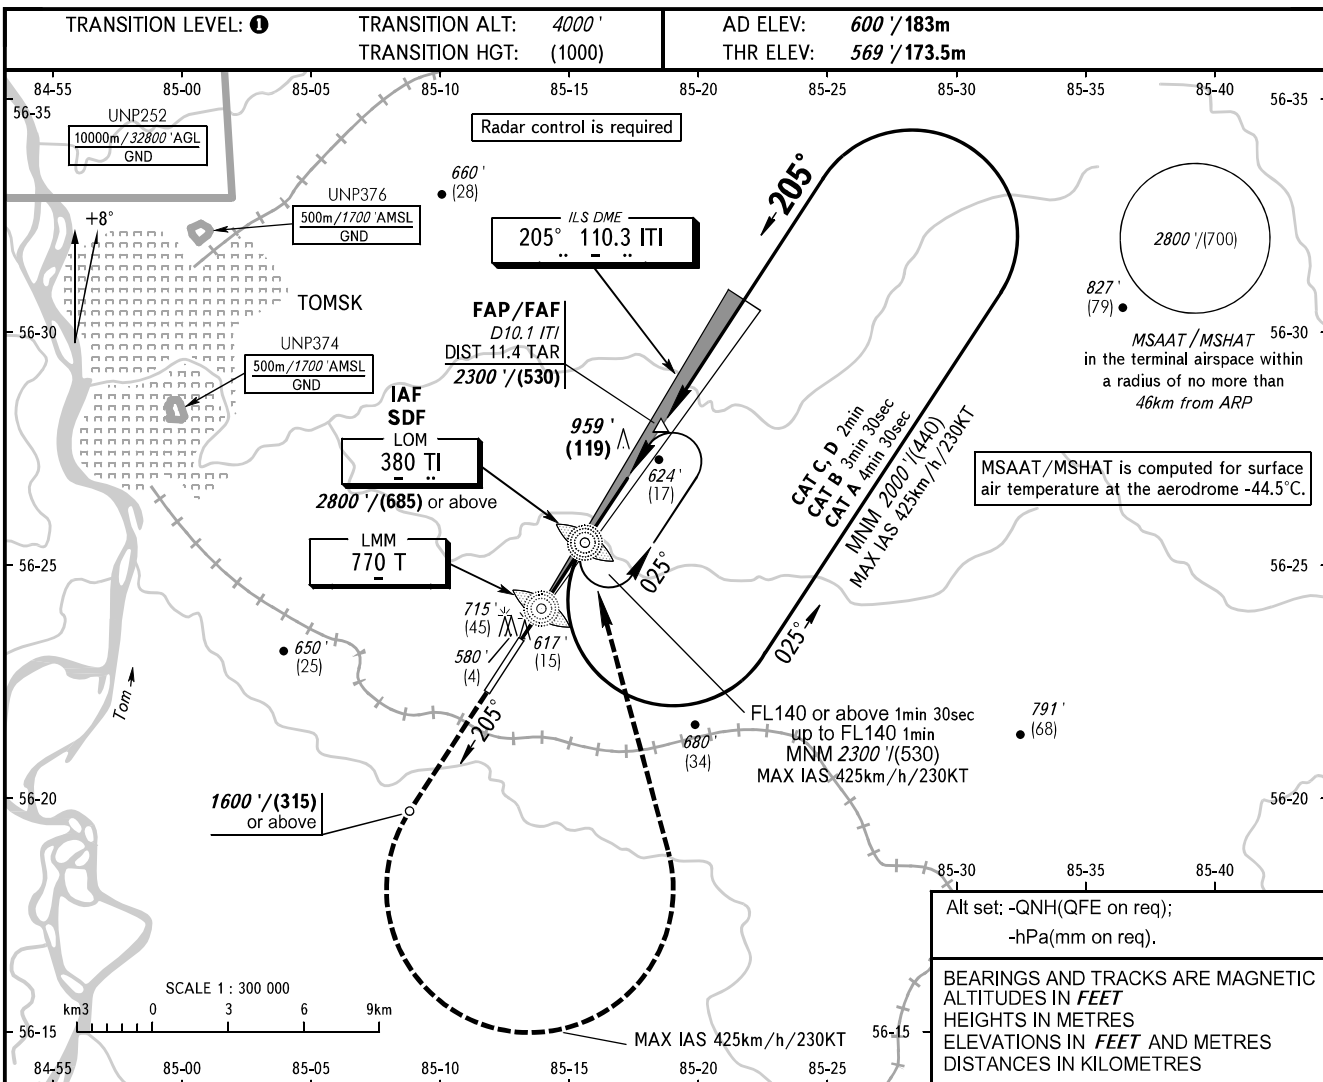 TRANSITION LEVEL: ❶
TRANSITION ALT: 4000 '
TRANSITION HGT: (1000)
AD ELEV: 600 '/183m
THR ELEV: 569 '/173.5m
84-55 85-00 85-05 85-10 85-15 85-20 85-25 85-30 85-35 85-40
56-35 56-35
UNP252
10000m/32800 'AGL
GND
Radar control is required
660 '
(28)
UNP376
500m/1700 'AMSL
GND
+8°
205°
ILS DME
205° 110.3 ITI
.. – ..
2800 '/(700)
TOMSK
827 '
(79)
56-30 56-30
FAP/FAF
D10.1 ITI
DIST 11.4 TAR
2300 '/(530)
MSAAT/MSHAT
in the terminal airspace within
a radius of no more than
46km from ARP
UNP374
500m/1700 'AMSL
GND
IAF
SDF
LOM
380 TI
– ..
2800 '/(685) or above
959 '
(119)
624 '
(17)
CAT C, D 2min
CAT B 3min 30sec
CAT A 4min 30sec
MNM 2000 '/(440)
MAX IAS 425km/h/230KT
MSAAT/MSHAT is computed for surface
air temperature at the aerodrome -44.5°C.
LMM
770 T
–
56-25 56-25
025°
025°
715 '
(45)
617 '
(15)
580 '
(4)
650 '
(25)
Tom
205°
FL140 or above 1min 30sec
up to FL140 1min
MNM 2300 '/(530)
MAX IAS 425km/h/230KT
680 '
(34)
791 '
(68)
1600 '/(315)
or above
56-20 56-20
85-30 85-35 85-40
Alt set: -QNH(QFE on req);
-hPa(mm on req).
BEARINGS AND TRACKS ARE MAGNETIC
ALTITUDES IN FEET
HEIGHTS IN METRES
ELEVATIONS IN FEET AND METRES
DISTANCES IN KILOMETRES
SCALE 1 : 300 000
km3 0 3 6 9km
MAX IAS 425km/h/230KT
56-15 56-15
84-55 85-00 85-05 85-10 85-15 85-20 85-25